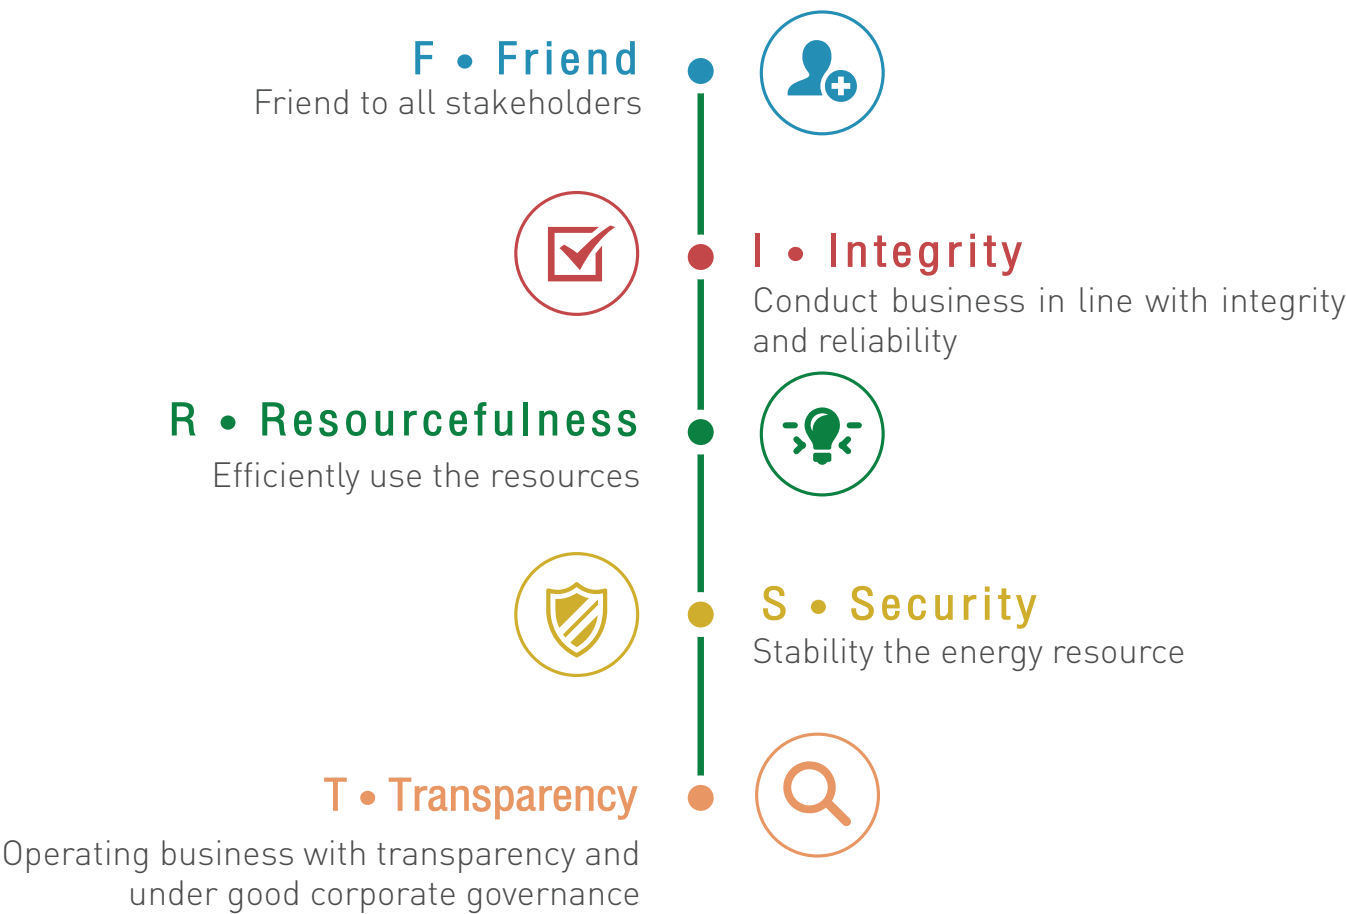 F • Friend
Friend to all stakeholders
I • Integrity
Conduct business in line with integrity
and reliability
R • Resourcefulness
Efficiently use the resources
S • Security
Stability the energy resource
T • Transparency
Operating business with transparency and
under good corporate governance